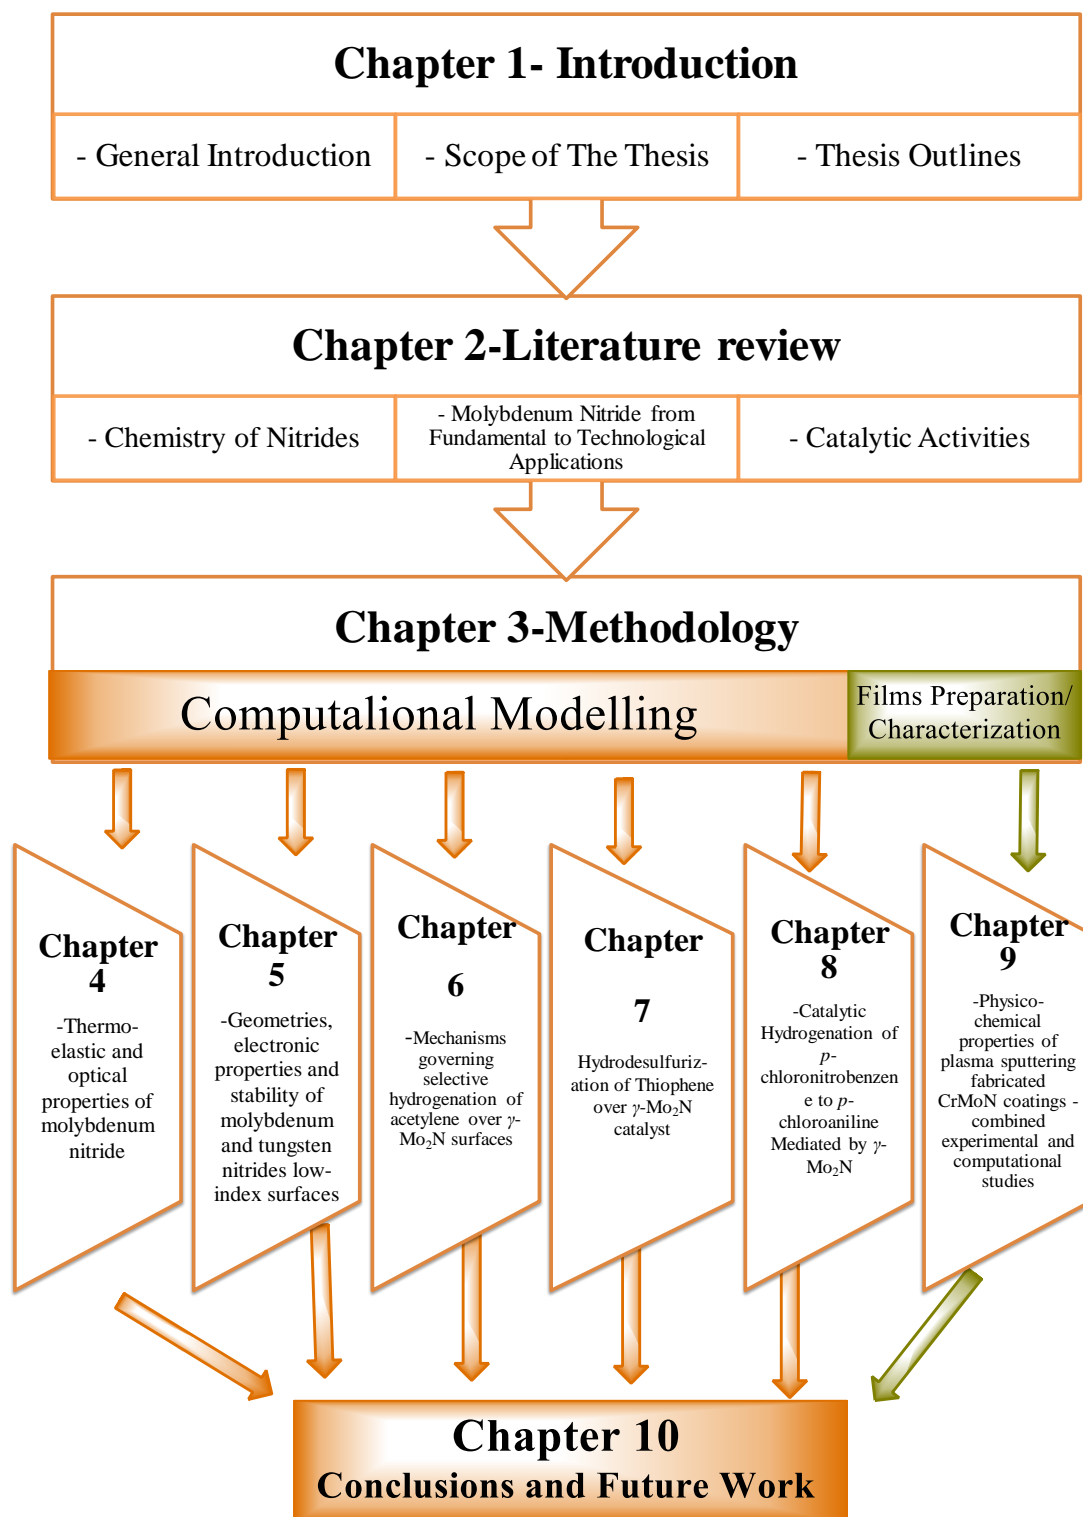 Chapter 1- Introduction
- General Introduction
- Scope of The Thesis
- Thesis Outlines
Chapter 2-Literature review
- Chemistry of Nitrides
- Molybdenum Nitride from
Fundamental to Technological
Applications
- Catalytic Activities
Chapter 3-Methodology
Computalional Modelling
Films Preparation/
Characterization
Chapter
4
-Thermo-
elastic and
optical
properties of
molybdenum
nitride
Chapter
5
-Geometries,
electronic
properties and
stability of
molybdenum
and tungsten
nitrides low-
index surfaces
Chapter
6
-Mechanisms
governing
selective
hydrogenation of
acetylene over γ-
Mo₂N surfaces
Chapter
7
Hydrodesulfuriz-
ation of Thiophene
over γ-Mo₂N
catalyst
Chapter
8
-Catalytic
Hydrogenation of
p-
chloronitrobenzen
e to p-
chloroaniline
Mediated by γ-
Mo₂N
Chapter
9
-Physico-
chemical
properties of
plasma sputtering
fabricated
CrMoN coatings -
combined
experimental and
computational
studies
Chapter 10
Conclusions and Future Work